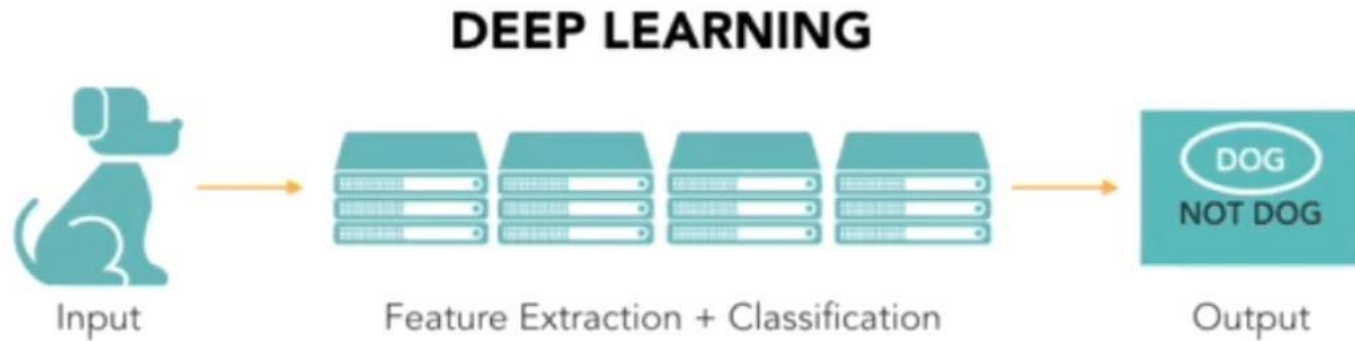 DEEP LEARNING
DOG
NOT DOG
Input
Feature Extraction + Classification
Output